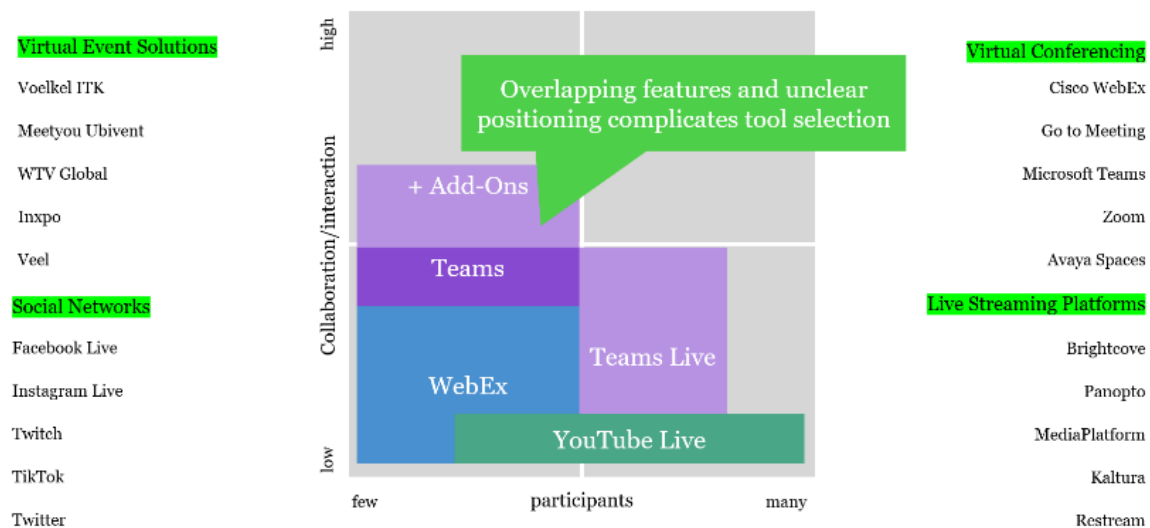 Virtual Event Solutions
Voelkel ITK
Meetyou Ubivent
WTV Global
Inxpo
Veel
Social Networks
Facebook Live
Instagram Live
Twitch
TikTok
Twitter
high
Collaboration/interaction
low
Overlapping features and unclear
positioning complicates tool selection
+ Add-Ons
Teams
WebEx
Teams Live
YouTube Live
few
participants
many
Virtual Conferencing
Cisco WebEx
Go to Meeting
Microsoft Teams
Zoom
Avaya Spaces
Live Streaming Platforms
Brightcove
Panopto
MediaPlatform
Kaltura
Restream